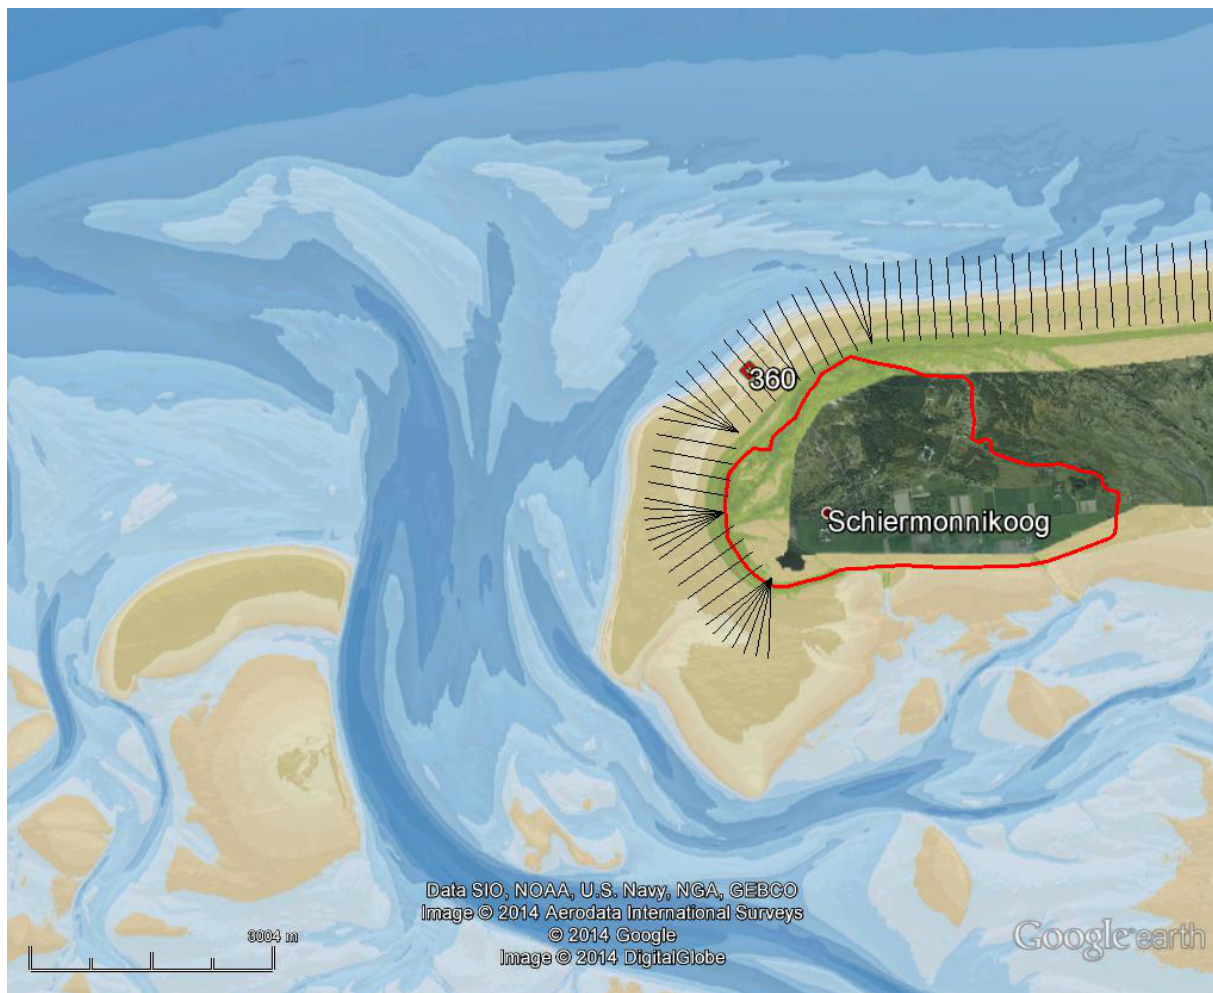 360
Schiermonnikoog
Data SIO, NOAA, U.S. Navy, NGA, GEBCO
Image © 2014 Aerodata International Surveys
© 2014 Google
Image © 2014 DigitalGlobe
3004 m
Google earth